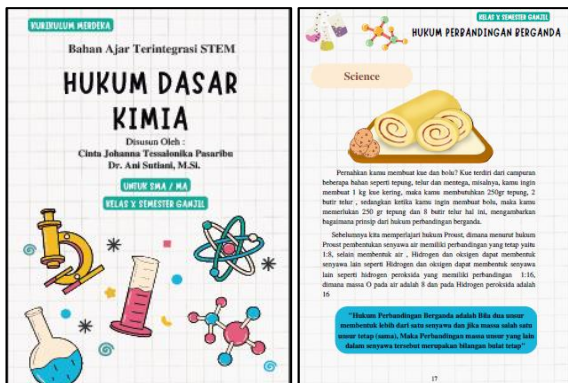 KURIKULUM MERDEKA
Bahan Ajar Terintegrasi STEM
HUKUM DASAR
KIMIA
Disusun Oleh :
Cinta Johanna Tessalonika Pasaribu
Dr. Ani Sutiani, M.Si.
UNTUK SMA / MA
KELAS X SEMESTER GANJIL
KELAS X SEMESTER GANJIL
HUKUM PERBANDINGAN BERGANDA
Science
Pernahkan kamu membuat kue dan bolu? Kue terdiri dari campuran
beberapa bahan seperti tepung, telur dan mentega, misalnya, kamu ingin
membuat 1 kg kue kering, maka kamu membutuhkan 250gr tepung, 2
butir telur , sedangkan ketika kamu ingin membuat bolu, maka kamu
memerlukan 250 gr tepung dan 8 butir telur hal ini, mengambarkan
bagaimana prinsip dari hukum perbandingan berganda.
Sebelumnya kita memperlajari hukum Proust, dimana menurut hukum
Proust pembentukan senyawa air memiliki perbandingan yang tetap yaitu
1:8, selain membentuk air , Hidrogen dan oksigen dapat membentuk
senyawa lain seperti Hidrogen dan oksigen dapat membentuk senyawa
lain seperti hidrogen peroksida yang memiliki perbandingan 1:16,
dimana massa O pada air adalah 8 dan pada Hidrogen peroksida adalah
16
"Hukum Perbandingan Berganda adalah Bila dua unsur
membentuk lebih dari satu senyawa dan jika massa salah satu
unsur tetap (sama), Maka Perbandingan massa unsur yang lain
dalam senyawa tersebut merupakan bilangan bulat tetap"
17